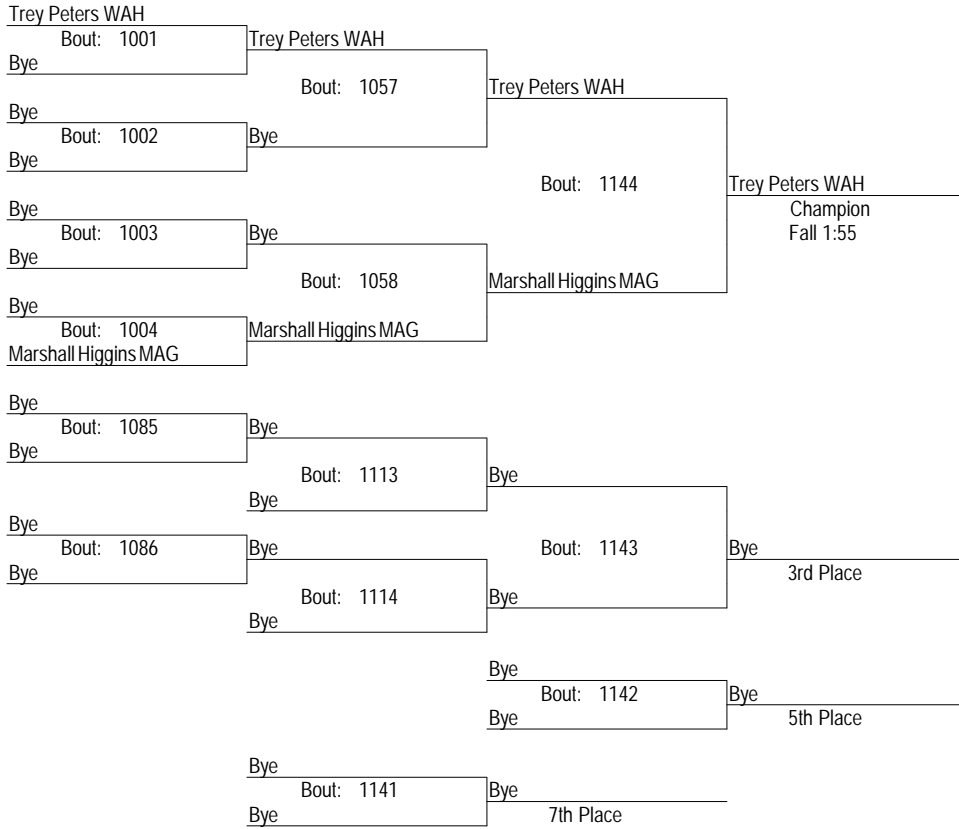 Trey Peters WAH
Bout: 1001
Trey Peters WAH
Bye
Bout: 1057
Trey Peters WAH
Bye
Bout: 1002
Bye
Bye
Bout: 1144
Trey Peters WAH
Champion
Fall 1:55
Bye
Bout: 1003
Bye
Bye
Bout: 1058
Marshall Higgins MAG
Bye
Bout: 1004
Marshall Higgins MAG
Marshall Higgins MAG
Bye
Bout: 1085
Bye
Bye
Bout: 1113
Bye
Bye
Bye
Bout: 1086
Bye
Bout: 1143
Bye
Bye
3rd Place
Bout: 1114
Bye
Bye
Bye
Bout: 1142
Bye
Bye
5th Place
Bye
Bout: 1141
Bye
Bye
7th Place